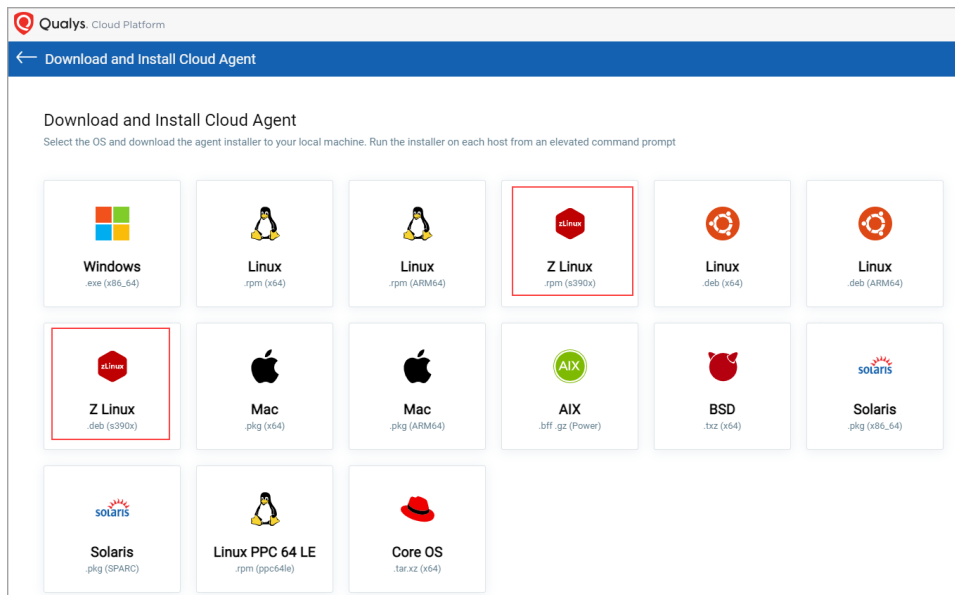 Qualys. Cloud Platform
Download and Install Cloud Agent
Download and Install Cloud Agent
Select the OS and download the agent installer to your local machine. Run the installer on each host from an elevated command prompt
Windows
.exe (x86_64)
Linux
.rpm (x64)
Linux
.rpm (ARM64)
zLinux
Z Linux
.rpm (s390x)
Linux
.deb (x64)
Linux
.deb (ARM64)
zLinux
Z Linux
.deb (s390x)
Mac
.pkg (x64)
Mac
.pkg (ARM64)
AIX
AIX
.bff .gz (Power)
BSD
.txz (x64)
solaris
Solaris
.pkg (x86_64)
solaris
Solaris
.pkg (SPARC)
Linux PPC 64 LE
.rpm (ppc64le)
Core OS
.tar.xz (x64)